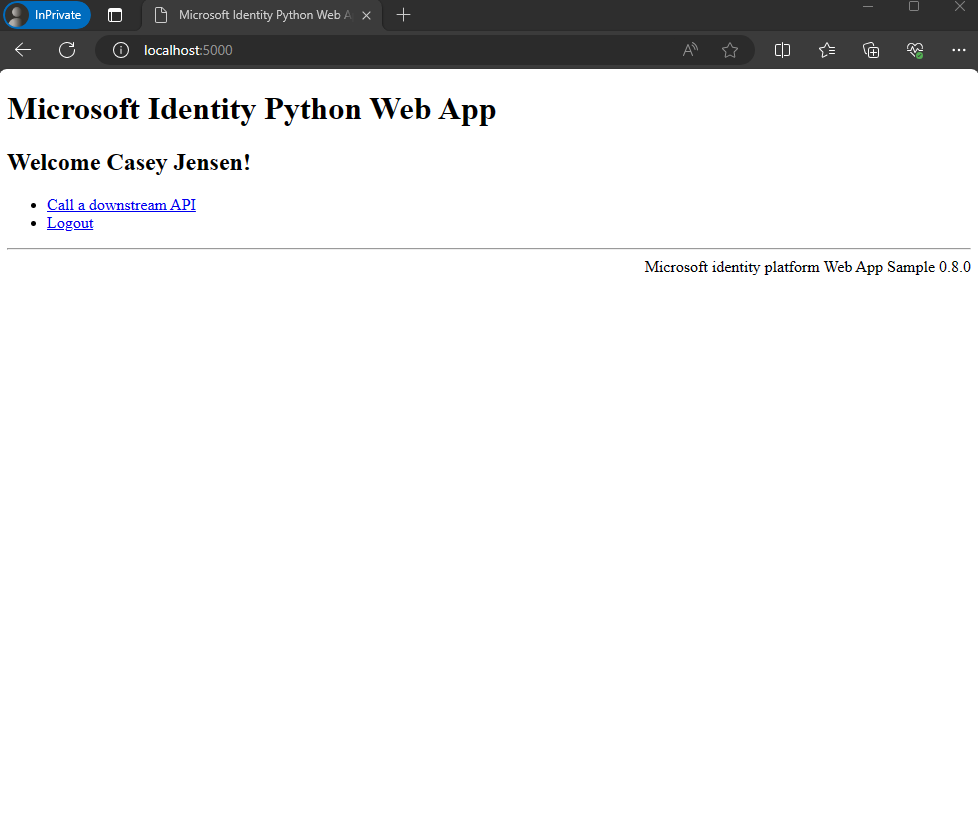 InPrivate
Microsoft Identity Python Web A
localhost:5000
Microsoft Identity Python Web App
Welcome Casey Jensen!
Call a downstream API
Logout
Microsoft identity platform Web App Sample 0.8.0